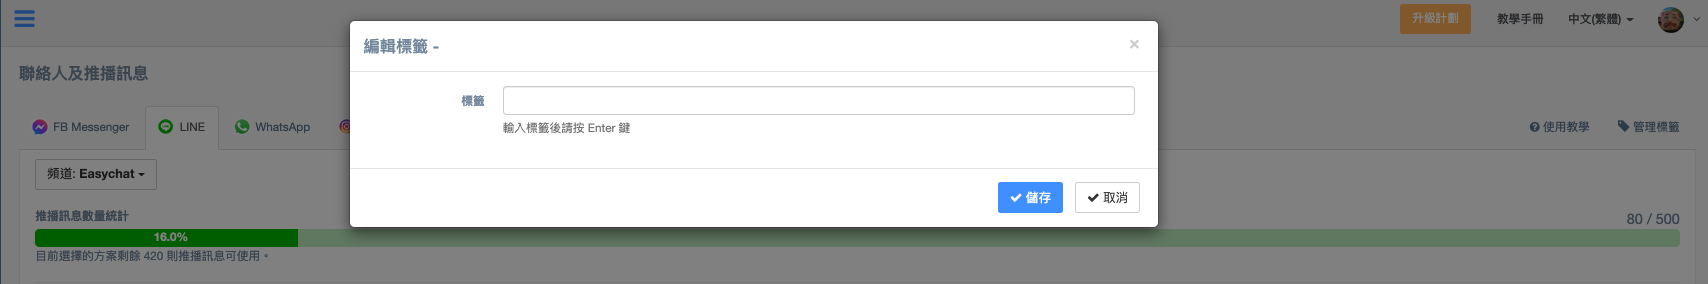 升級計劃 教學手冊 中文(繁體)
編輯標籤 -
×
聯絡人及推播訊息
標籤
輸入標籤後請按 Enter 鍵
FB Messenger LINE WhatsApp
使用教學 管理標籤
頻道: Easychat
儲存 取消
推播訊息數量統計
80 / 500
16.0%
目前選擇的方案剩餘 420 則推播訊息可使用。